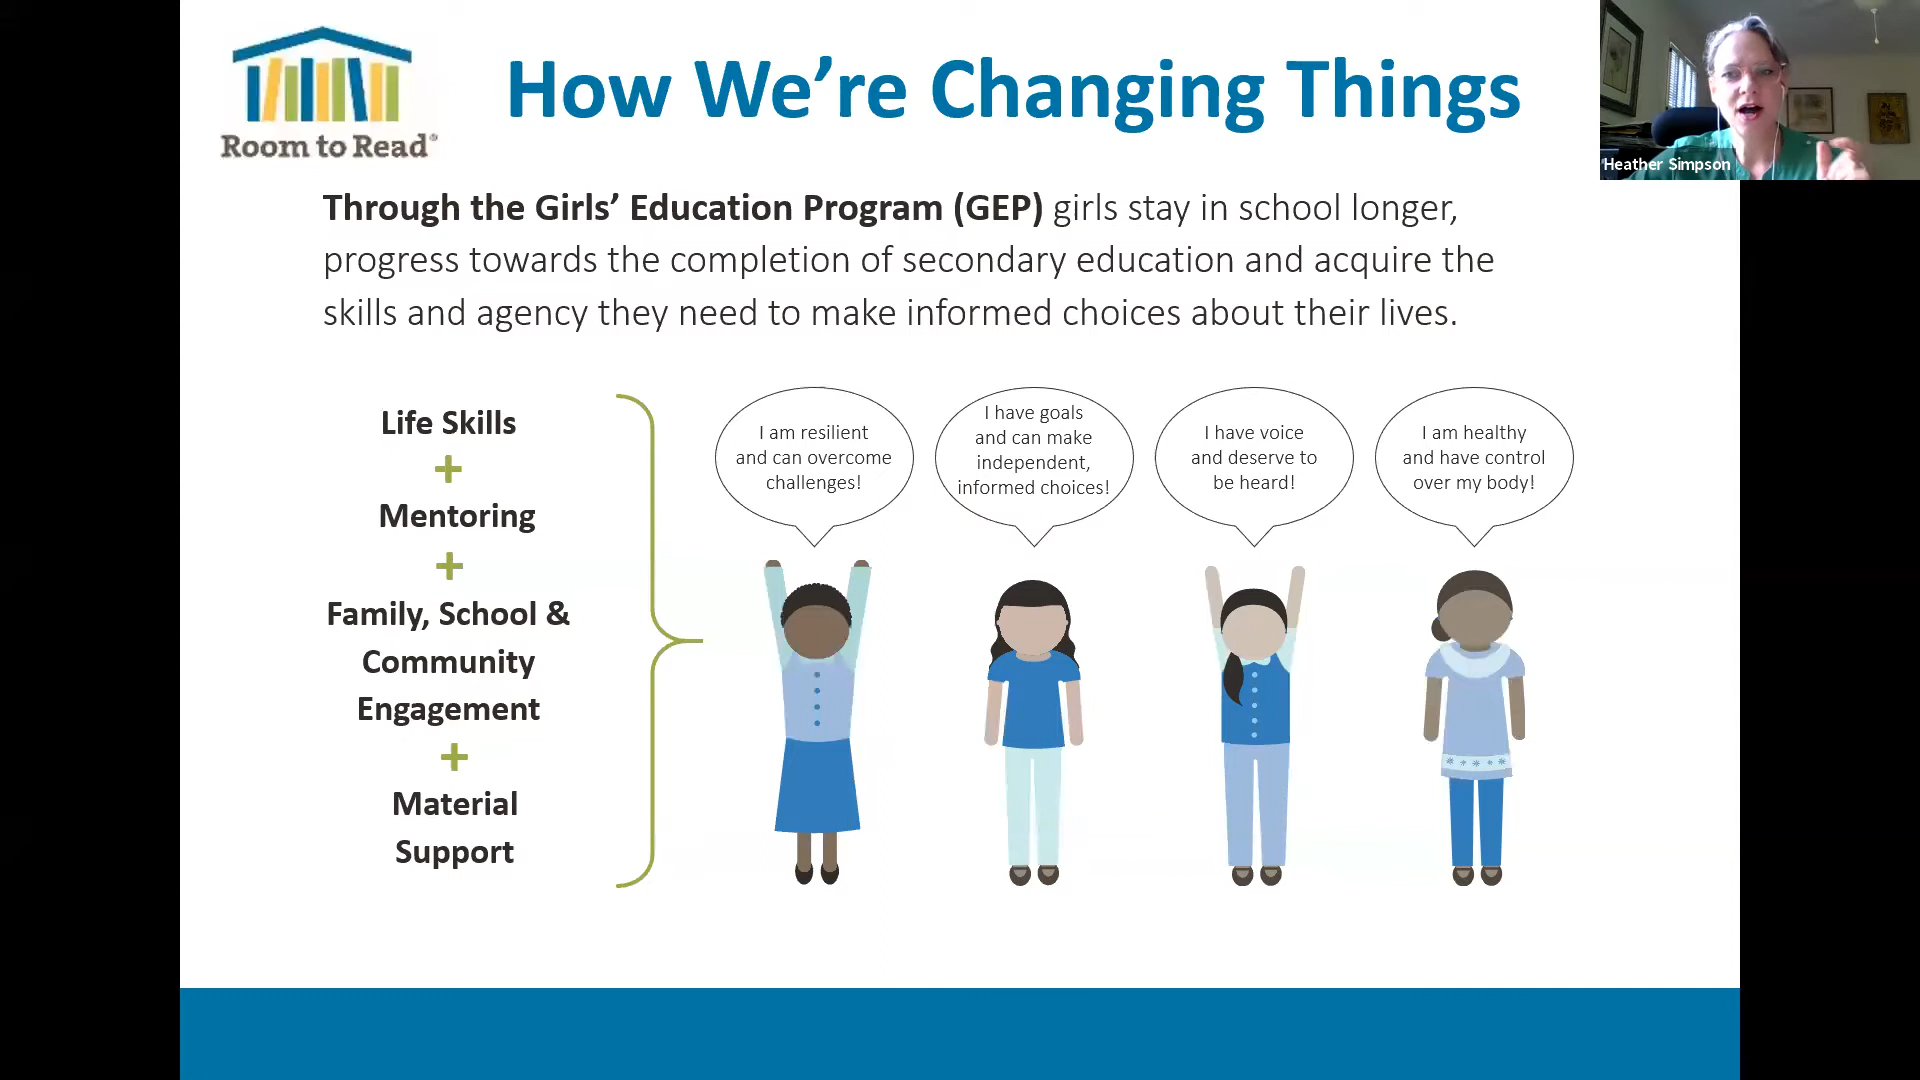 Room to Read®
How We’re Changing Things
Heather Simpson
Through the Girls’ Education Program (GEP) girls stay in school longer,
progress towards the completion of secondary education and acquire the
skills and agency they need to make informed choices about their lives.
Life Skills
+
Mentoring
+
Family, School &
Community
Engagement
+
Material
Support
I am resilient
and can overcome
challenges!
I have goals
and can make
independent,
informed choices!
I have voice
and deserve to
be heard!
I am healthy
and have control
over my body!